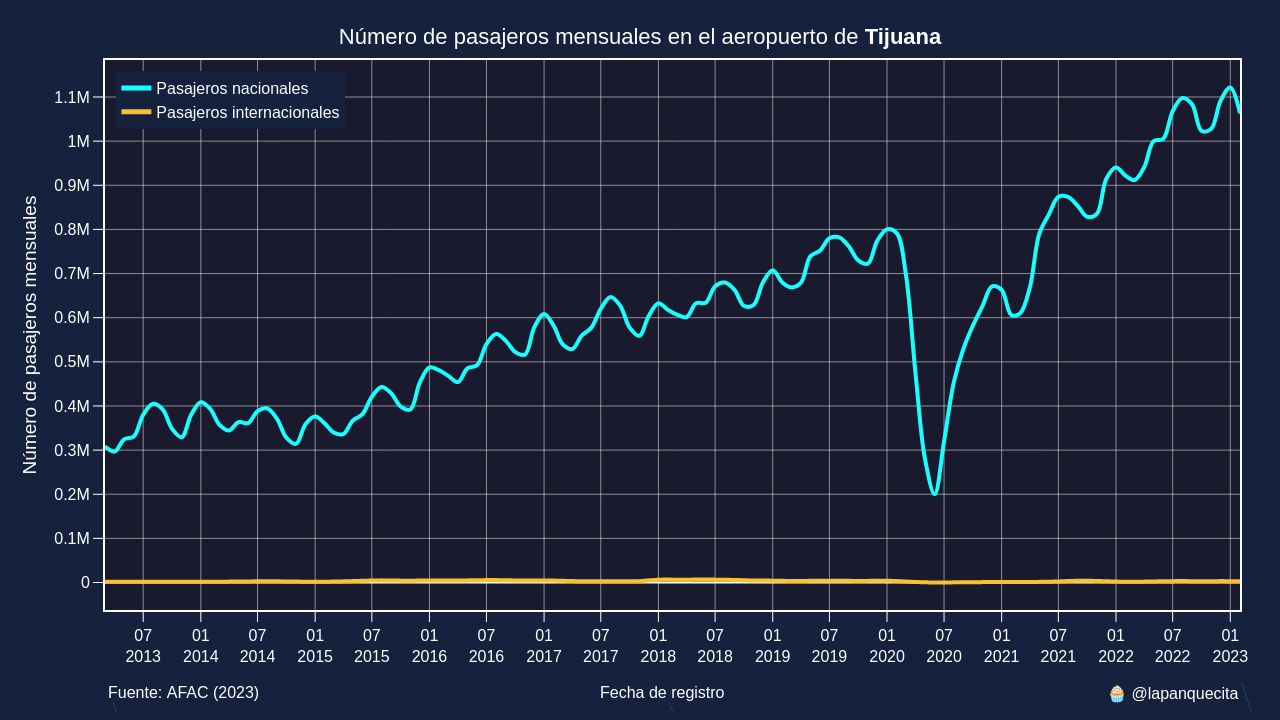 Número de pasajeros mensuales en el aeropuerto de Tijuana
Pasajeros nacionales
Pasajeros internacionales
Número de pasajeros mensuales
1.1M
1M
0.9M
0.8M
0.7M
0.6M
0.5M
0.4M
0.3M
0.2M
0.1M
0
07 01 07 01 07 01 07 01 07 01 07 01 07 01 07 01 07 01 07 01
2013 2014 2014 2015 2015 2016 2016 2017 2017 2018 2018 2019 2019 2020 2020 2021 2021 2022 2022 2023
Fuente: AFAC (2023)
Fecha de registro
🧁 @lapanquecita